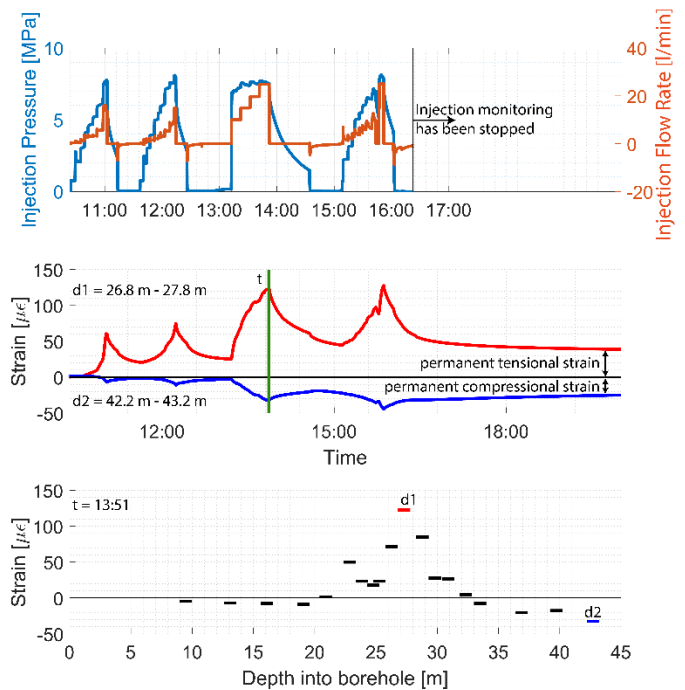 10
5
0
Injection Pressure [MPa]
40
20
0
-20
Injection Flow Rate [l/min]
Injection monitoring
has been stopped
11:00 12:00 13:00 14:00 15:00 16:00 17:00
150
100
50
0
-50
Strain [µϵ]
d1 = 26.8 m - 27.8 m
t
permanent tensional strain
permanent compressional strain
d2 = 42.2 m - 43.2 m
12:00 15:00 18:00
Time
150
100
50
0
-50
Strain [µϵ]
t = 13:51
d1
d2
0 5 10 15 20 25 30 35 40 45
Depth into borehole [m]